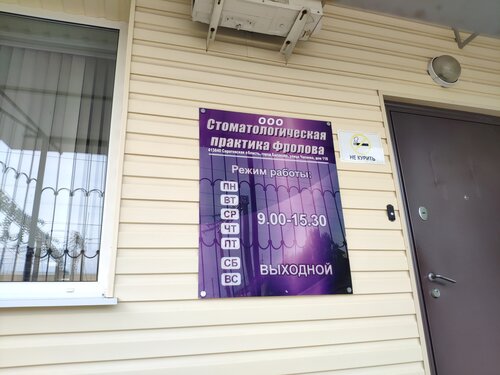 ООО
Стоматологическая
практика Фролова
Режим работы:
ПН
ВТ
СР
ЧТ
ПТ
9.00-15.30
СБ
ВС
ВЫХОДНОЙ
НЕ КУРИТЬ